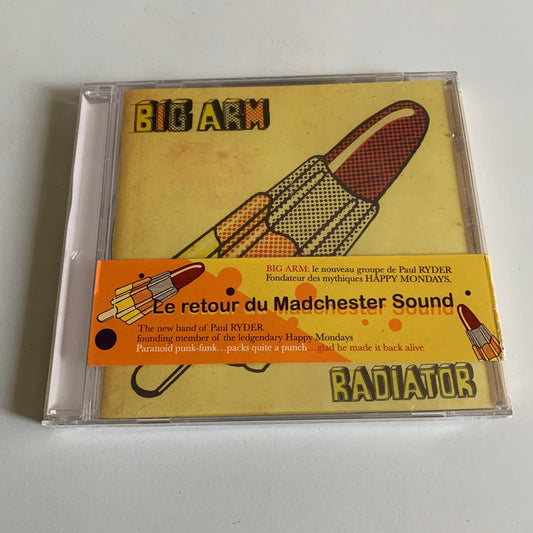 BIG ARM
BIG ARM: le nouveau groupe de Paul RYDER
Fondateur des mythiques HAPPY MONDAYS.
Le retour du Madchester Sound
The new band of Paul RYDER
founding member of the ledgendary Happy Mondays
Paranoid punk-funk...packs quite a punch...glad he made it back alive
RADIATOR